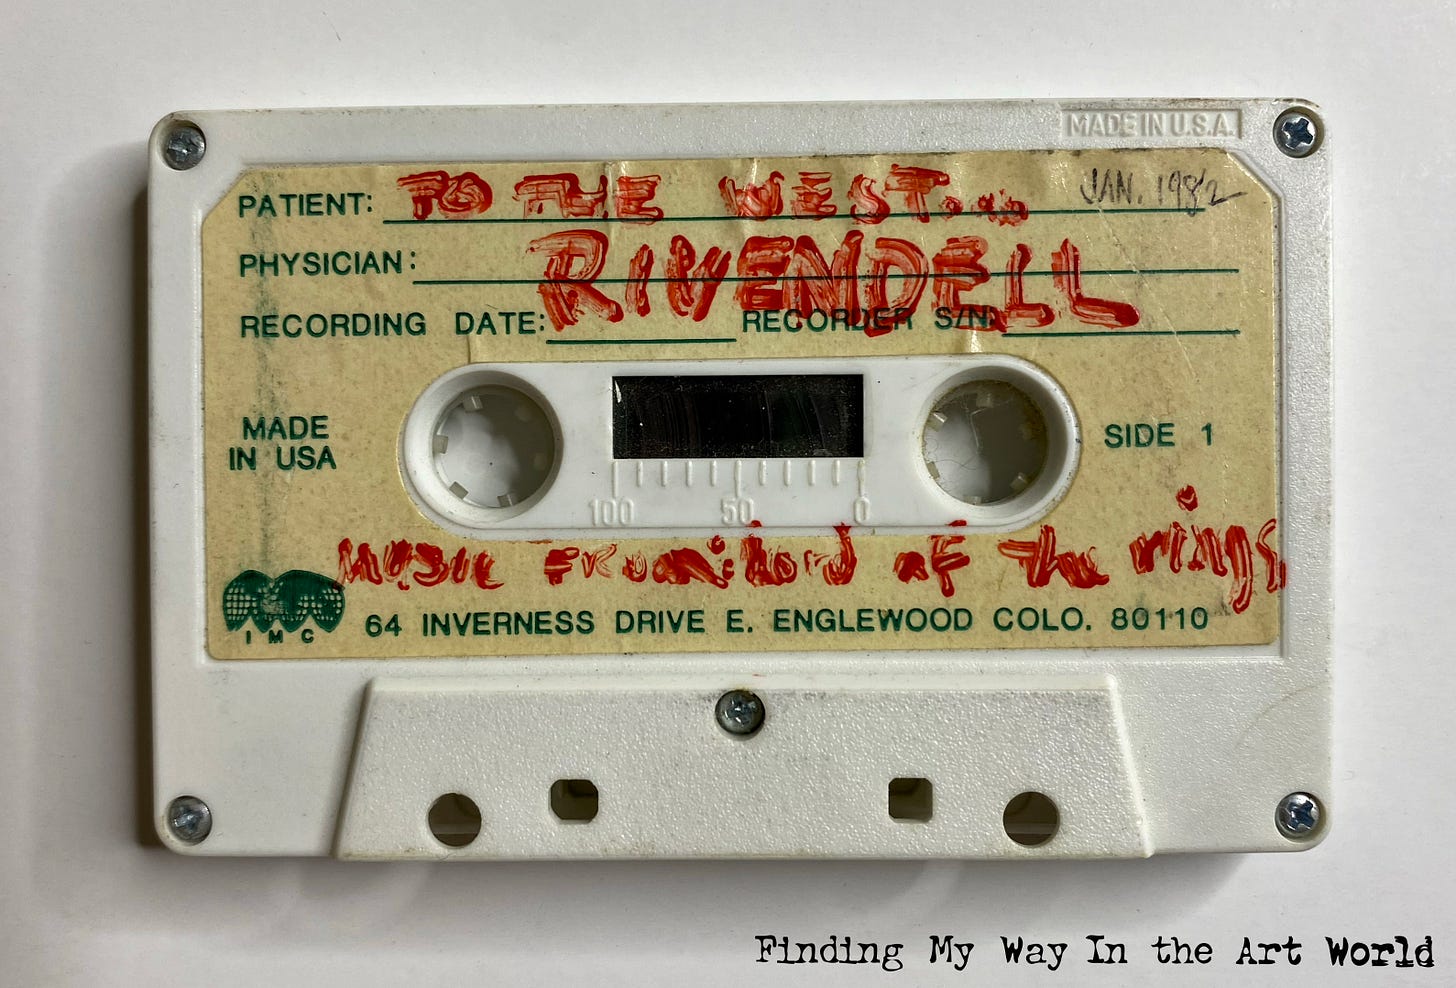 MADE IN U.S.A.
PATIENT: TO THE WEST... JAN. 1982
PHYSICIAN: RIVENDELL
RECORDING DATE: RECORDER S/N:
MADE
IN USA
SIDE 1
100 50 0
MUSIC FROM: Lord of The rings
IMC
64 INVERNESS DRIVE E. ENGLEWOOD COLO. 80110
Finding My Way In the Art World